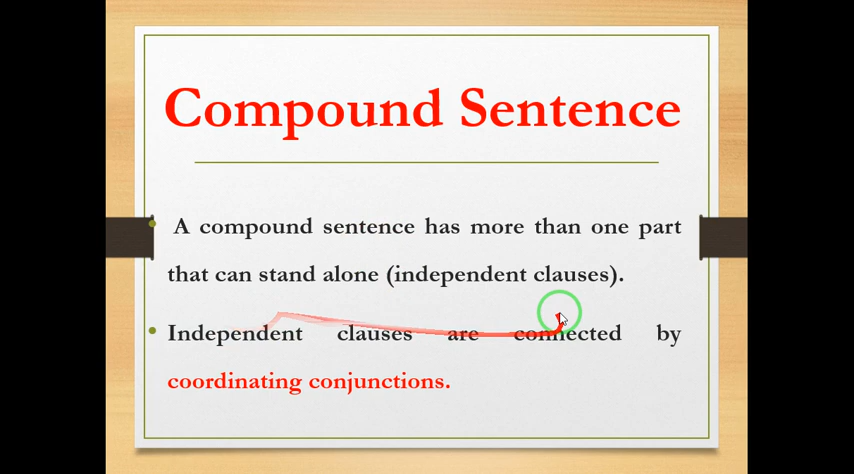 Compound Sentence
A compound sentence has more than one part
that can stand alone (independent clauses).
Independent clauses are connected by
coordinating conjunctions.